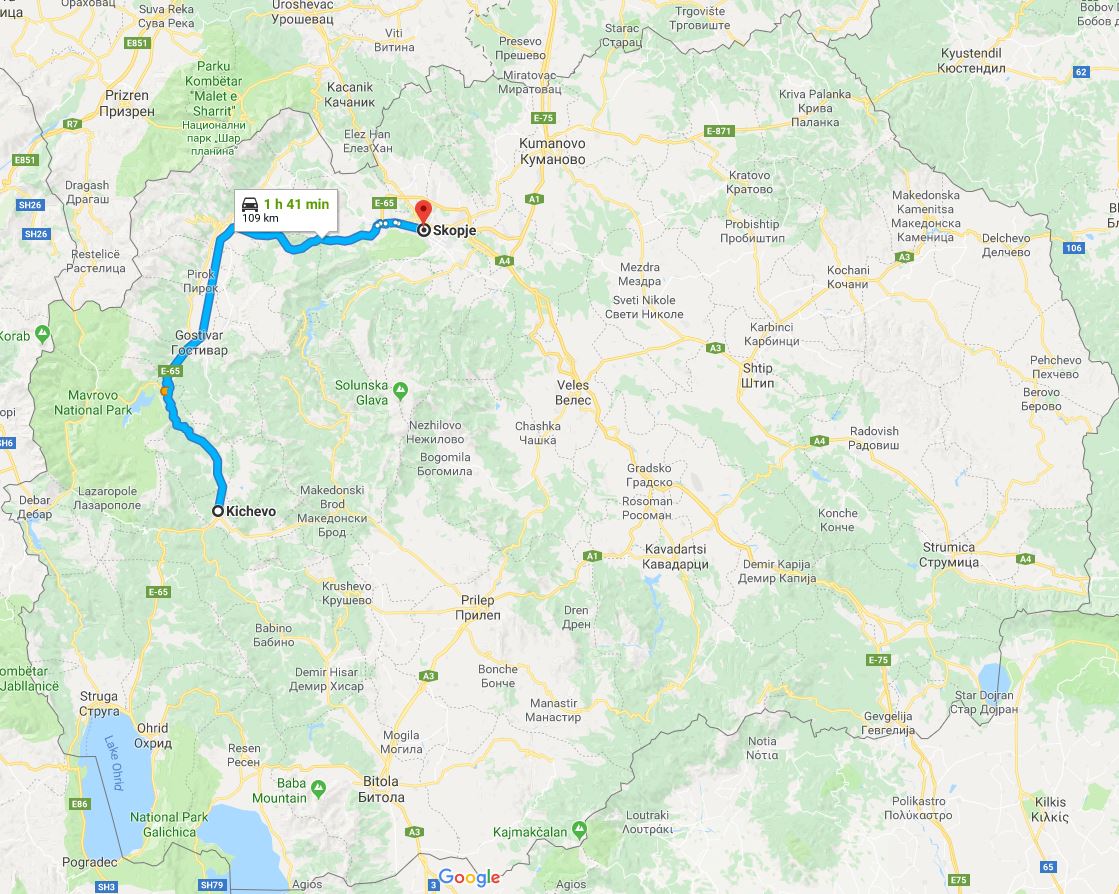 Ораховац
ица
Suva Reka
Сува Река
Uroshevac
Урошевац
E851
Viti
Витина
Presevo
Прешево
Starac
Старац
Trgovište
Трговиште
Bobov D
Бобов д
Kyustendil
Кюстендил
62
Miratovac
Миратовац
Parku
Kombëtar
"Malet e
Sharrit"
Национални
парк „Шар
планина"
Prizren
Призрен
R7
Kacanik
Качаник
E-75
Kriva Palanka
Крива
Паланка
E-871
Elez Han
Елез Хан
Kumanovo
Куманово
E851
Dragash
Драгаш
SH26
SH26
1 h 41 min
109 km
E-65
Skopje
A1
Kratovo
Кратово
Makedonska
Kamenitsa
Македонска
Каменица
Probishtip
Пробиштип
Delchevo
Делчево
106
Restelicë
Растелица
A4
A3
Pirok
Пирок
Mezdra
Мездра
Kochani
Кочани
Sveti Nikole
Свети Николе
Karbinci
Карбинци
Korab
Gostivar
Гостивар
A3
E-65
Pehchevo
Пехчево
Shtip
Штип
Mavrovo
National Park
Solunska
Glava
Veles
Велес
Berovo
Берово
opi
H6
Nezhilovo
Нежилово
Chashka
Чашка
A4
Radovish
Радовиш
Bogomila
Богомила
Gradsko
Градско
Debar
Дебар
Lazaropole
Лазарополе
Makedonski
Brod
Македонски
Брод
Rosoman
Росоман
Kichevo
Konche
Конче
A1
Kavadartsi
Кавадарци
Strumica
Струмица
A4
Demir Kapija
Демир Капија
E-65
Krushevo
Крушево
Prilep
Прилеп
Dren
Дрен
Babino
Бабино
E-75
Kombëtar
Jabllanicë
Demir Hisar
Демир Хисар
A3
Bonche
Бонче
Struga
Струга
Star Dojran
Стар Дојран
Manastir
Манастир
Gevgelija
Гевгелија
Ohrid
Охрид
Lake Ohrid
Resen
Ресен
Mogila
Могила
Notia
Νότια
Baba
Mountain
Bitola
Битола
E86
National Park
Galichica
Loutraki
Λουτράκι
Polikastro
Πολύκαστρο
Kilkis
Κιλκίς
A3
Kajmakčalan
Pogradec
65
SH3
SH79
Agios
3
Google
Agios
E75